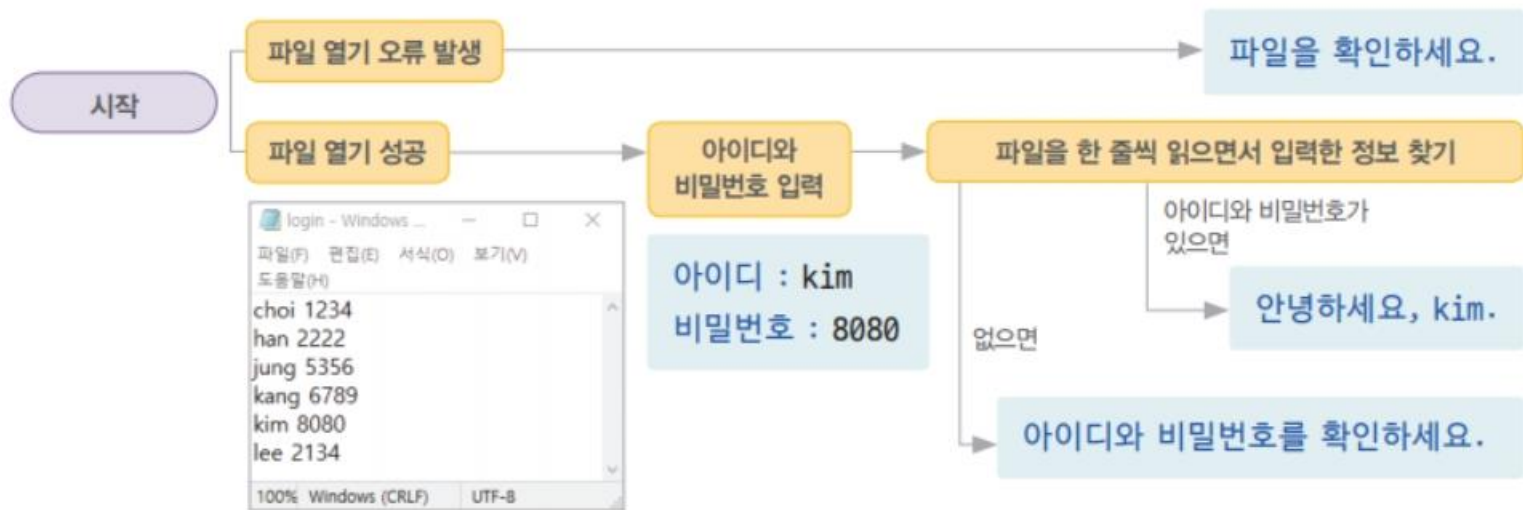 시작
파일 열기 오류 발생
파일을 확인하세요.
파일 열기 성공
아이디와
비밀번호 입력
파일을 한 줄씩 읽으면서 입력한 정보 찾기
login - Windows ...
파일(F) 편집(E) 서식(O) 보기(V)
도움말(H)
choi 1234
han 2222
jung 5356
kang 6789
kim 8080
lee 2134
100% Windows (CRLF) UTF-8
아이디 : kim
비밀번호 : 8080
아이디와 비밀번호가
있으면
안녕하세요, kim.
없으면
아이디와 비밀번호를 확인하세요.